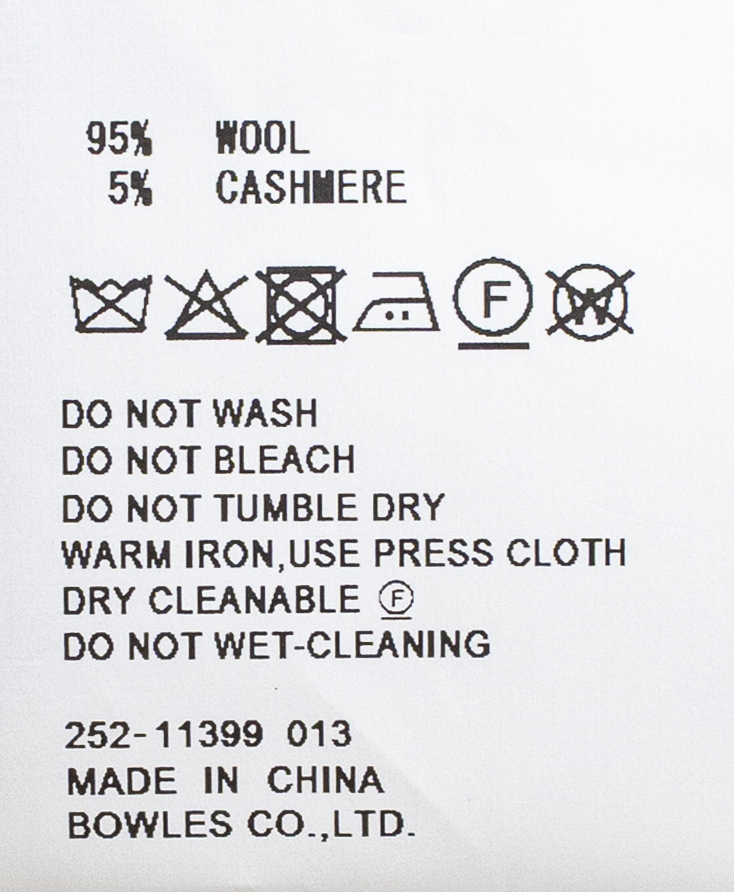 95% WOOL
5% CASHMERE
F W
DO NOT WASH
DO NOT BLEACH
DO NOT TUMBLE DRY
WARM IRON,USE PRESS CLOTH
DRY CLEANABLE Ⓕ
DO NOT WET-CLEANING
252-11399 013
MADE IN CHINA
BOWLES CO.,LTD.